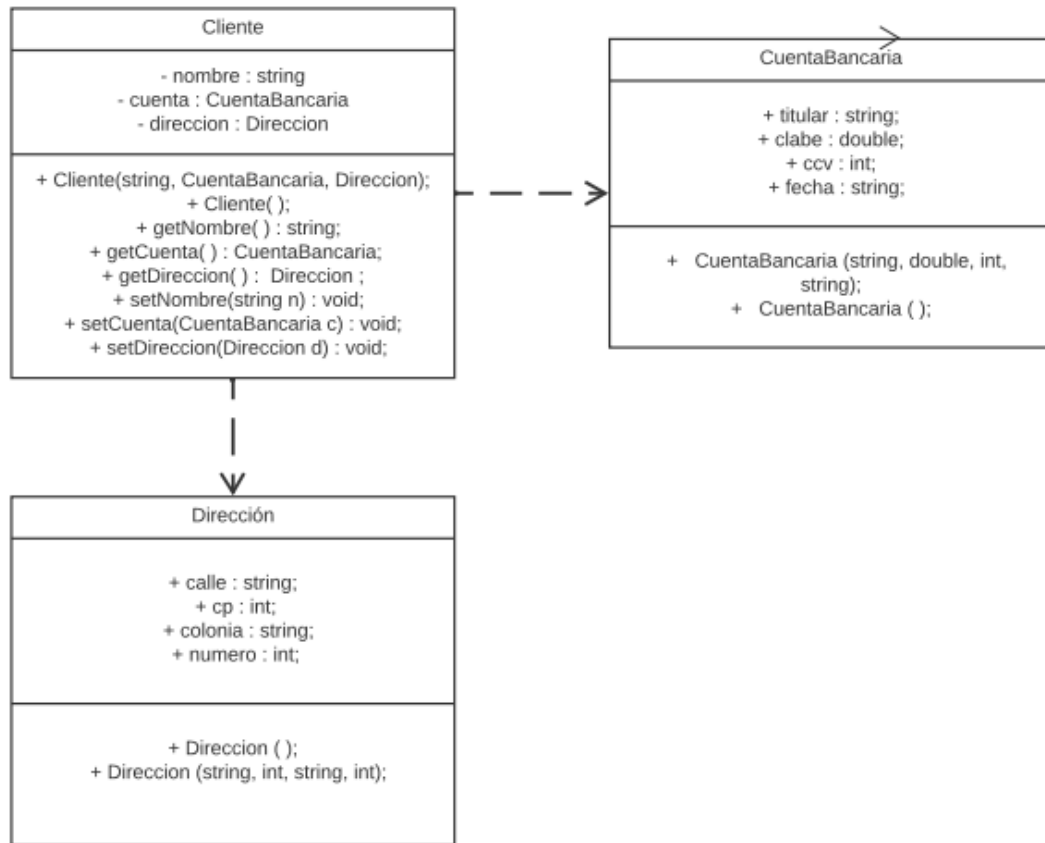 Cliente
- nombre : string
- cuenta : CuentaBancaria
- direccion : Direccion
+ Cliente(string, CuentaBancaria, Direccion);
+ Cliente( );
+ getNombre( ) : string;
+ getCuenta( ) : CuentaBancaria;
+ getDireccion( ) : Direccion ;
+ setNombre(string n) : void;
+ setCuenta(CuentaBancaria c) : void;
+ setDireccion(Direccion d) : void;
CuentaBancaria
+ titular : string;
+ clabe : double;
+ ccv : int;
+ fecha : string;
+ CuentaBancaria (string, double, int,
string);
+ CuentaBancaria ( );
Dirección
+ calle : string;
+ cp : int;
+ colonia : string;
+ numero : int;
+ Direccion ( );
+ Direccion (string, int, string, int);